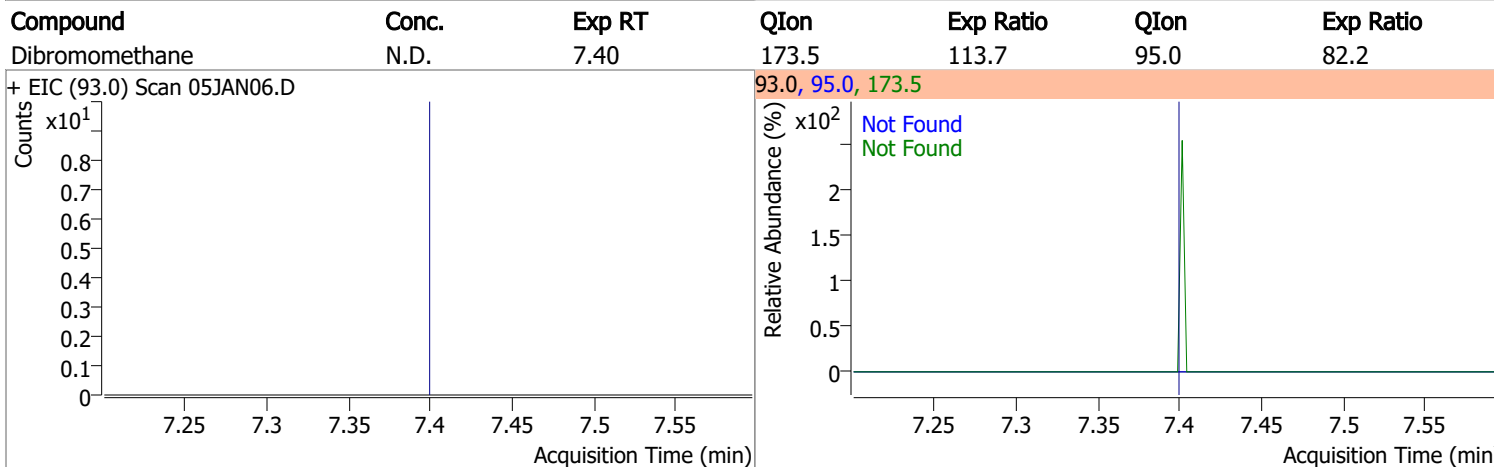 Compound Conc. Exp RT QIon Exp Ratio QIon Exp Ratio
Dibromomethane N.D. 7.40 173.5 113.7 95.0 82.2
+ EIC (93.0) Scan 05JAN06.D
Counts
x10¹
0.8
0.7
0.6
0.5
0.4
0.3
0.2
0.1
0
7.25 7.3 7.35 7.4 7.45 7.5 7.55
Acquisition Time (min)
93.0, 95.0, 173.5
Relative Abundance (%)
x10²
Not Found
Not Found
2
1.5
1
0.5
0
7.25 7.3 7.35 7.4 7.45 7.5 7.55
Acquisition Time (min